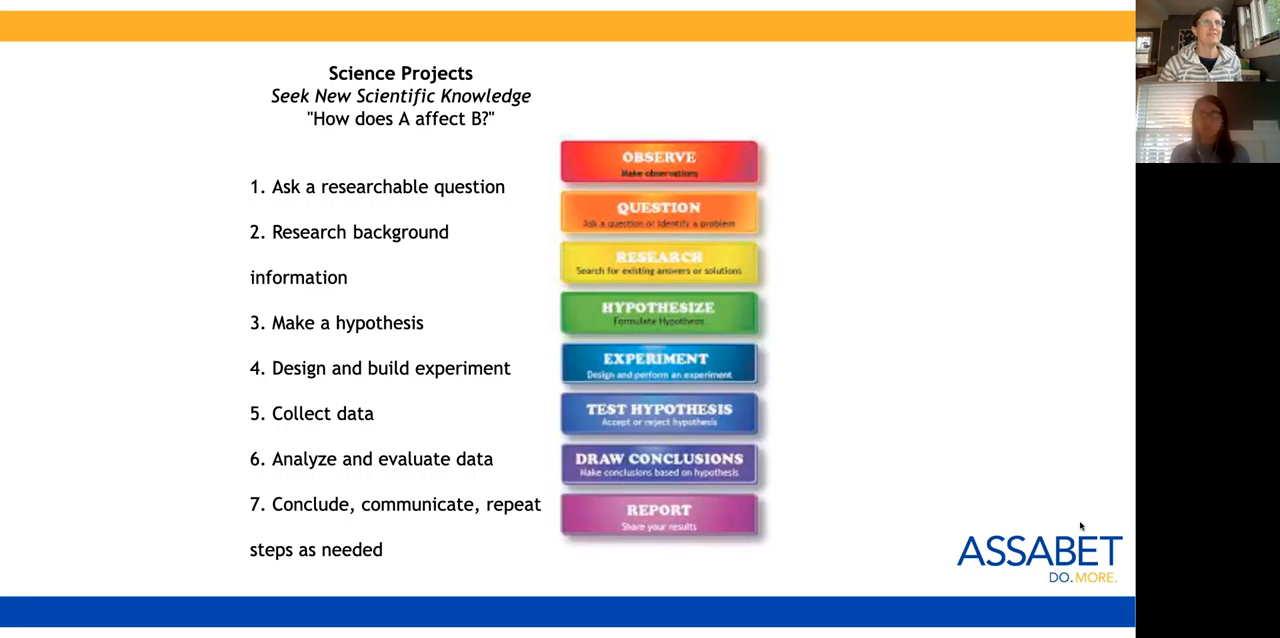 Science Projects
Seek New Scientific Knowledge
"How does A affect B?"
1. Ask a researchable question
2. Research background
information
3. Make a hypothesis
4. Design and build experiment
5. Collect data
6. Analyze and evaluate data
7. Conclude, communicate, repeat
steps as needed
OBSERVE
Make observations
QUESTION
Ask a question or Identify a problem
RESEARCH
Search for existing answers or solutions
HYPOTHESIZE
Formulate Hypothesis
EXPERIMENT
Design and perform an experiment
TEST HYPOTHESIS
Accept or reject hypothesis
DRAW CONCLUSIONS
Make conclusions based on hypothesis
REPORT
Share your results
ASSABET
DO. MORE.